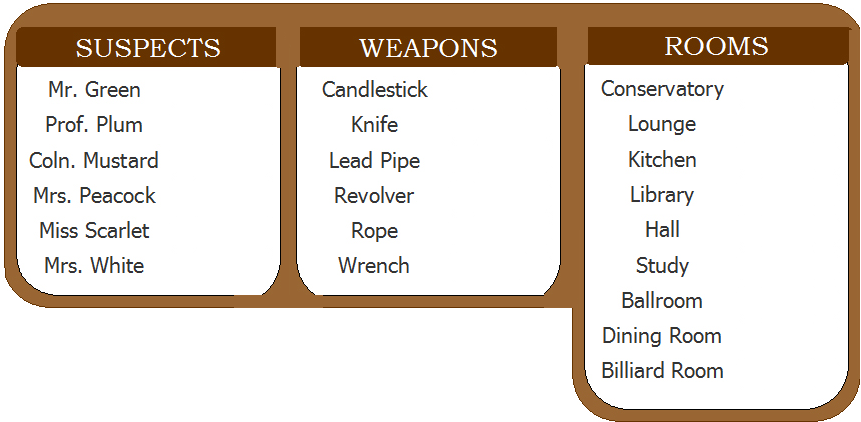 SUSPECTS
Mr. Green
Prof. Plum
Coln. Mustard
Mrs. Peacock
Miss Scarlet
Mrs. White
WEAPONS
Candlestick
Knife
Lead Pipe
Revolver
Rope
Wrench
ROOMS
Conservatory
Lounge
Kitchen
Library
Hall
Study
Ballroom
Dining Room
Billiard Room